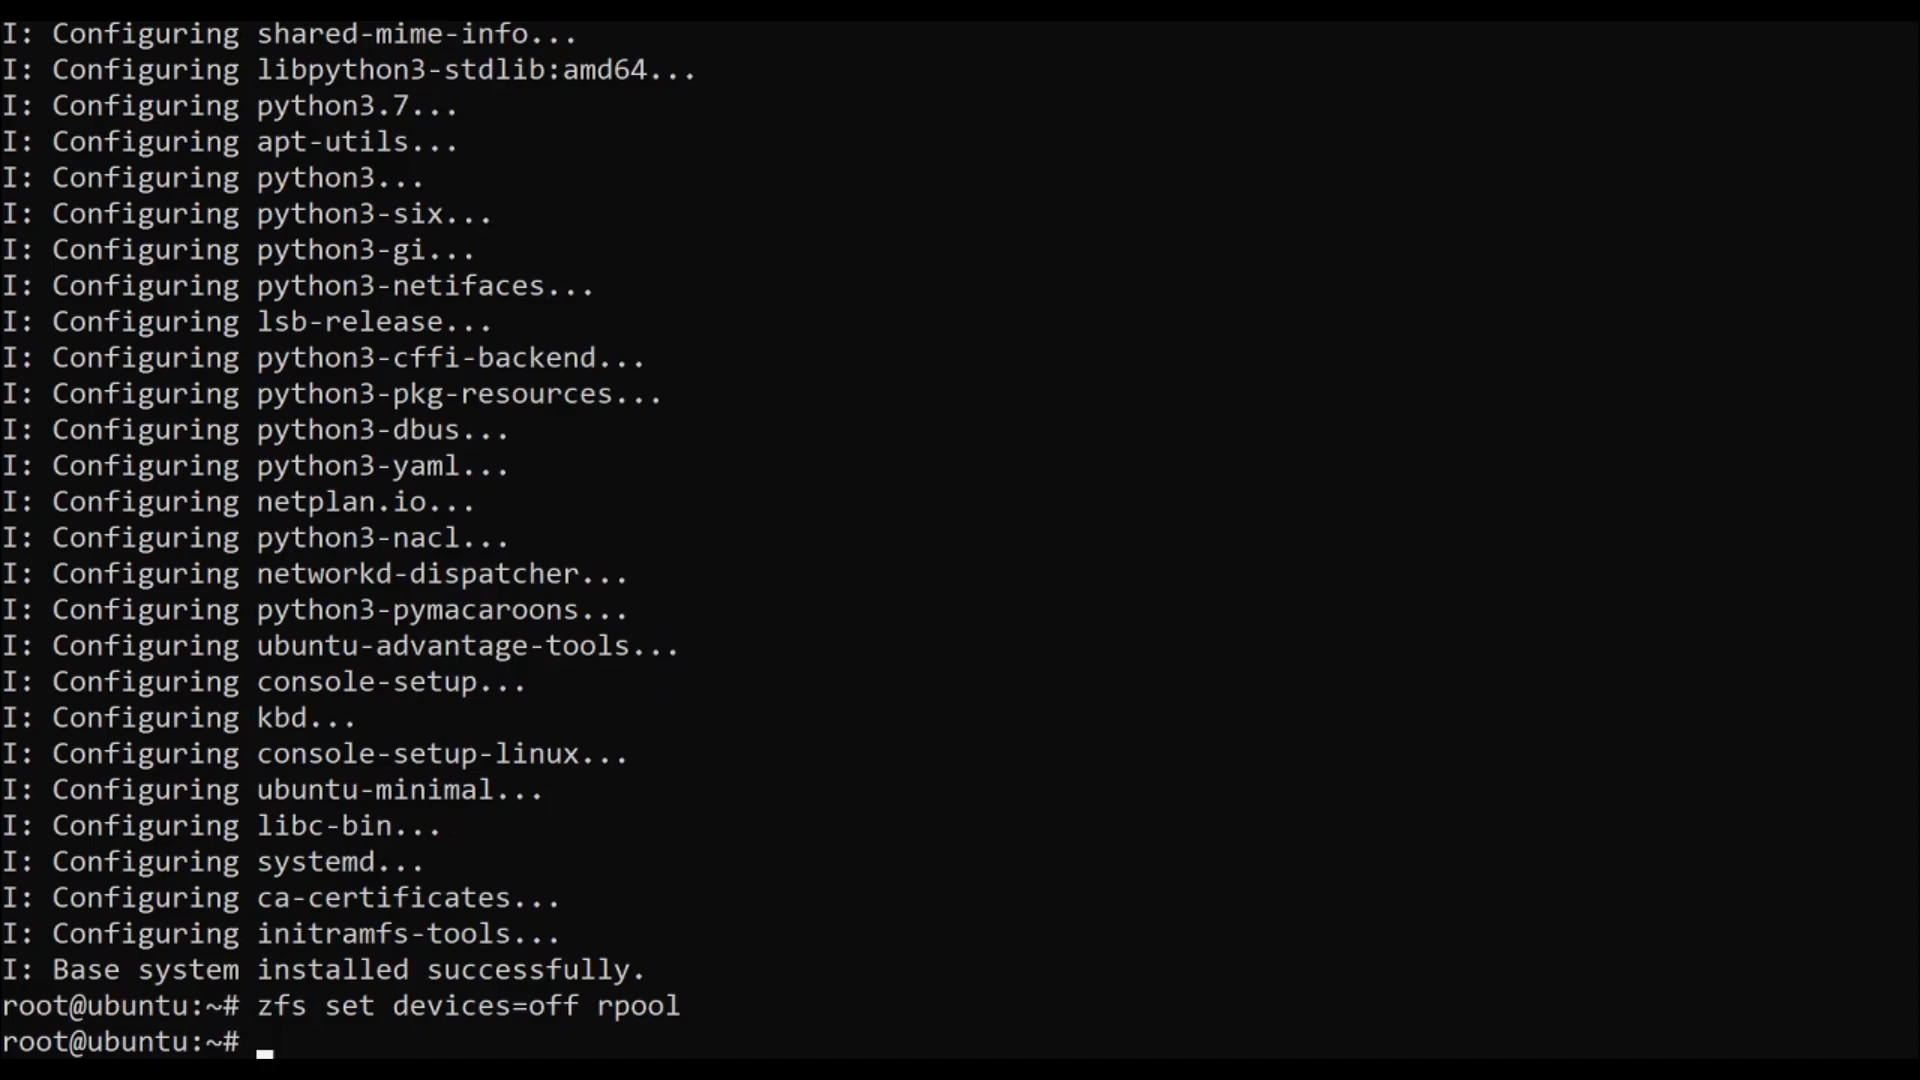 I: Configuring shared-mime-info...
I: Configuring libpython3-stdlib:amd64...
I: Configuring python3.7...
I: Configuring apt-utils...
I: Configuring python3...
I: Configuring python3-six...
I: Configuring python3-gi...
I: Configuring python3-netifaces...
I: Configuring lsb-release...
I: Configuring python3-cffi-backend...
I: Configuring python3-pkg-resources...
I: Configuring python3-dbus...
I: Configuring python3-yaml...
I: Configuring netplan.io...
I: Configuring python3-nacl...
I: Configuring networkd-dispatcher...
I: Configuring python3-pymacaroons...
I: Configuring ubuntu-advantage-tools...
I: Configuring console-setup...
I: Configuring kbd...
I: Configuring console-setup-linux...
I: Configuring ubuntu-minimal...
I: Configuring libc-bin...
I: Configuring systemd...
I: Configuring ca-certificates...
I: Configuring initramfs-tools...
I: Base system installed successfully.
root@ubuntu:~# zfs set devices=off rpool
root@ubuntu:~#